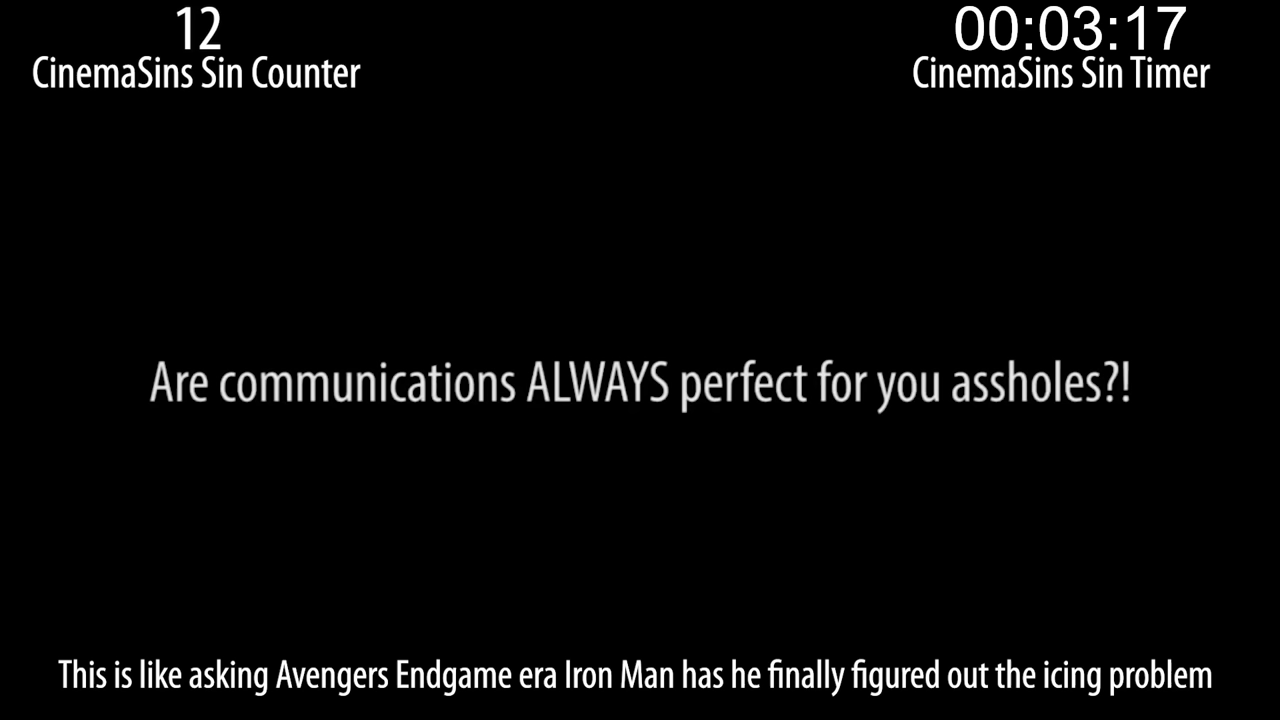 12
CinemaSins Sin Counter
00:03:17
CinemaSins Sin Timer
Are communications ALWAYS perfect for you assholes?!
This is like asking Avengers Endgame era Iron Man has he finally figured out the icing problem